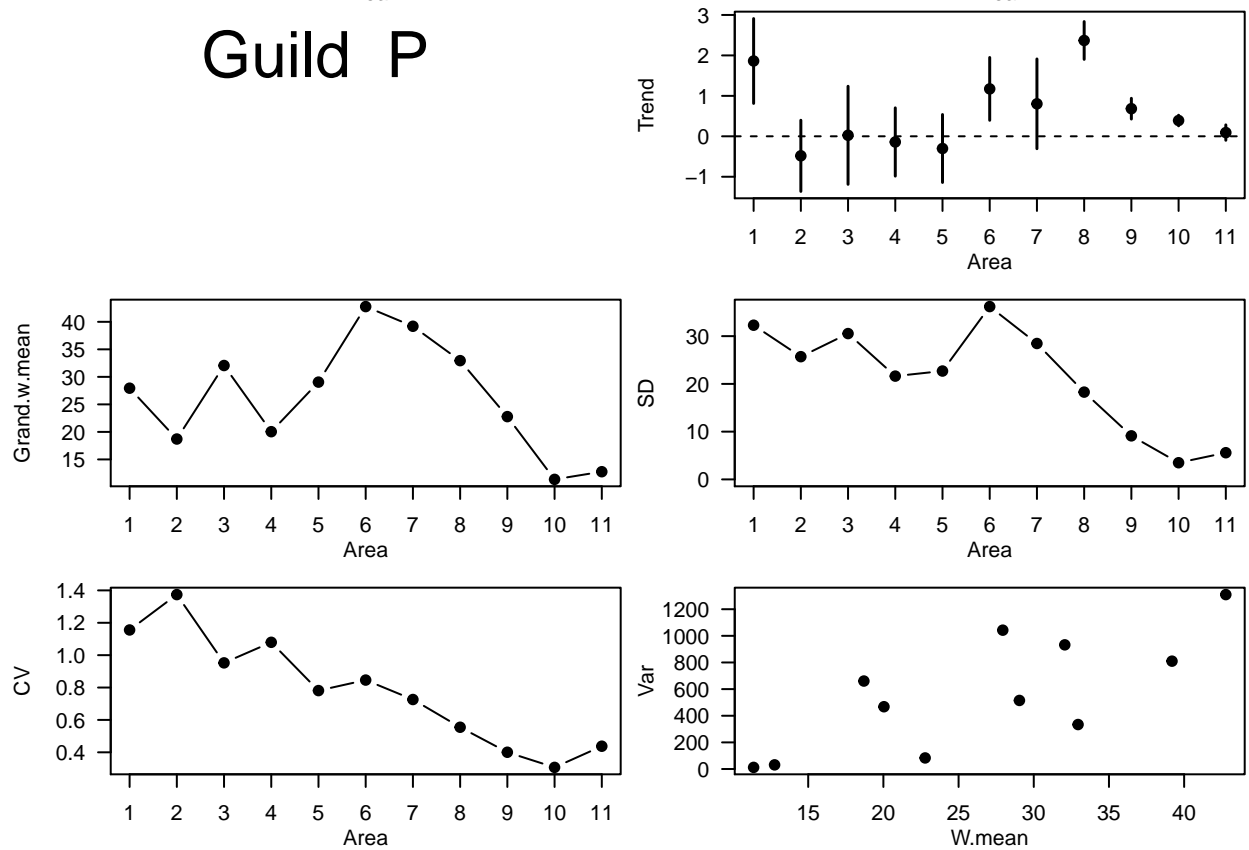 Guild P
3
2
1
0
−1
Trend
1 2 3 4 5 6 7 8 9 10 11
Area
40
35
30
25
20
15
Grand.w.mean
1 2 3 4 5 6 7 8 9 10 11
Area
30
20
10
0
SD
1 2 3 4 5 6 7 8 9 10 11
Area
1.4
1.2
1.0
0.8
0.6
0.4
CV
1 2 3 4 5 6 7 8 9 10 11
Area
1200
1000
800
600
400
200
0
Var
15 20 25 30 35 40
W.mean